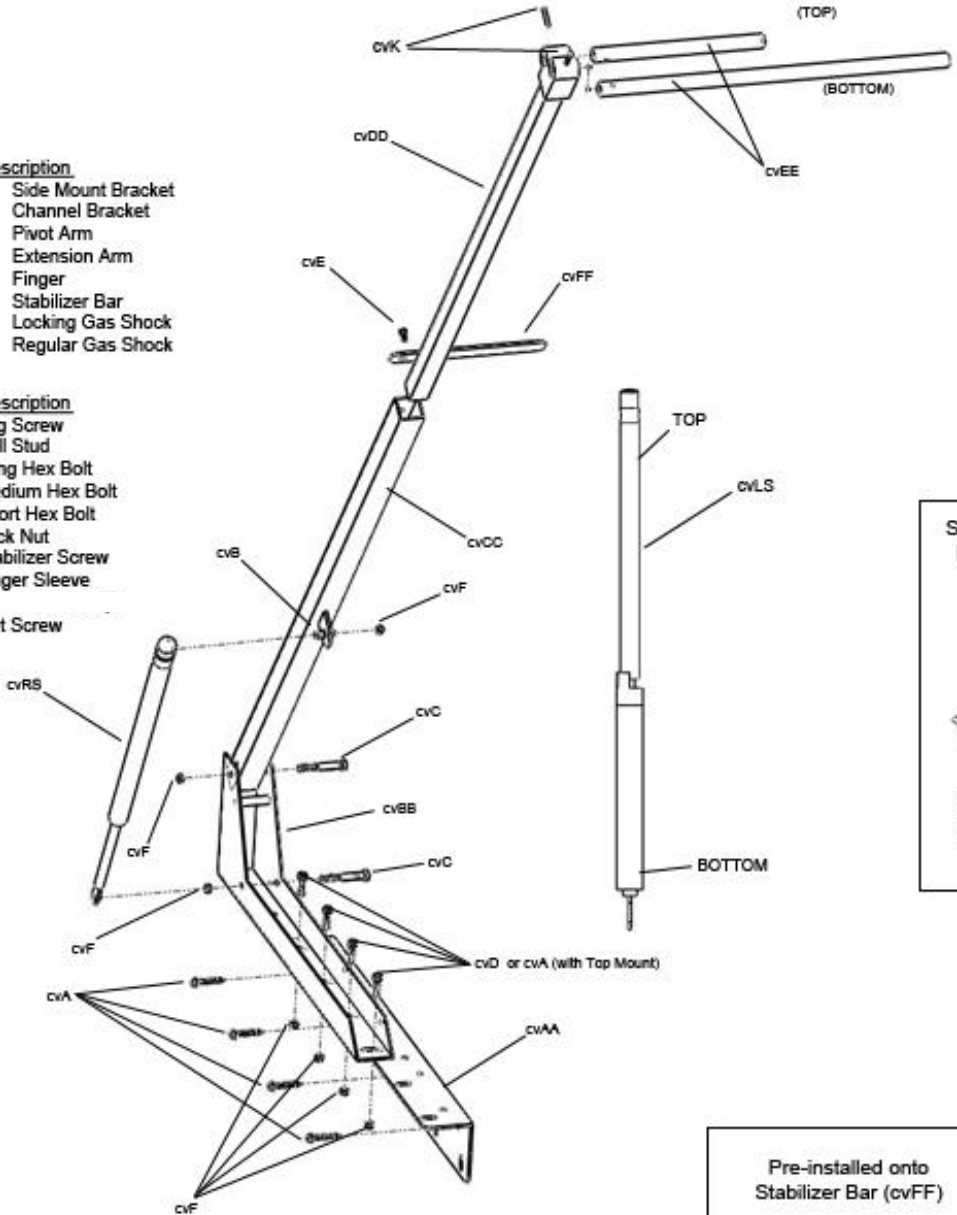 (TOP)
cvK
(BOTTOM)
cvDD
cvEE
escription
Side Mount Bracket
Channel Bracket
Pivot Arm
Extension Arm
Finger
Stabilizer Bar
Locking Gas Shock
Regular Gas Shock
cvE
cvFF
escription
g Screw
ll Stud
ng Hex Bolt
edium Hex Bolt
ort Hex Bolt
ck Nut
abilizer Screw
ger Sleeve
t Screw
TOP
cvLS
cvCC
cvB
cvF
S
cvRS
cvC
cvBB
cvF
cvC
BOTTOM
cvF
cvD or cvA (with Top Mount)
cvA
cvAA
cvF
Pre-installed onto
Stabilizer Bar (cvFF)